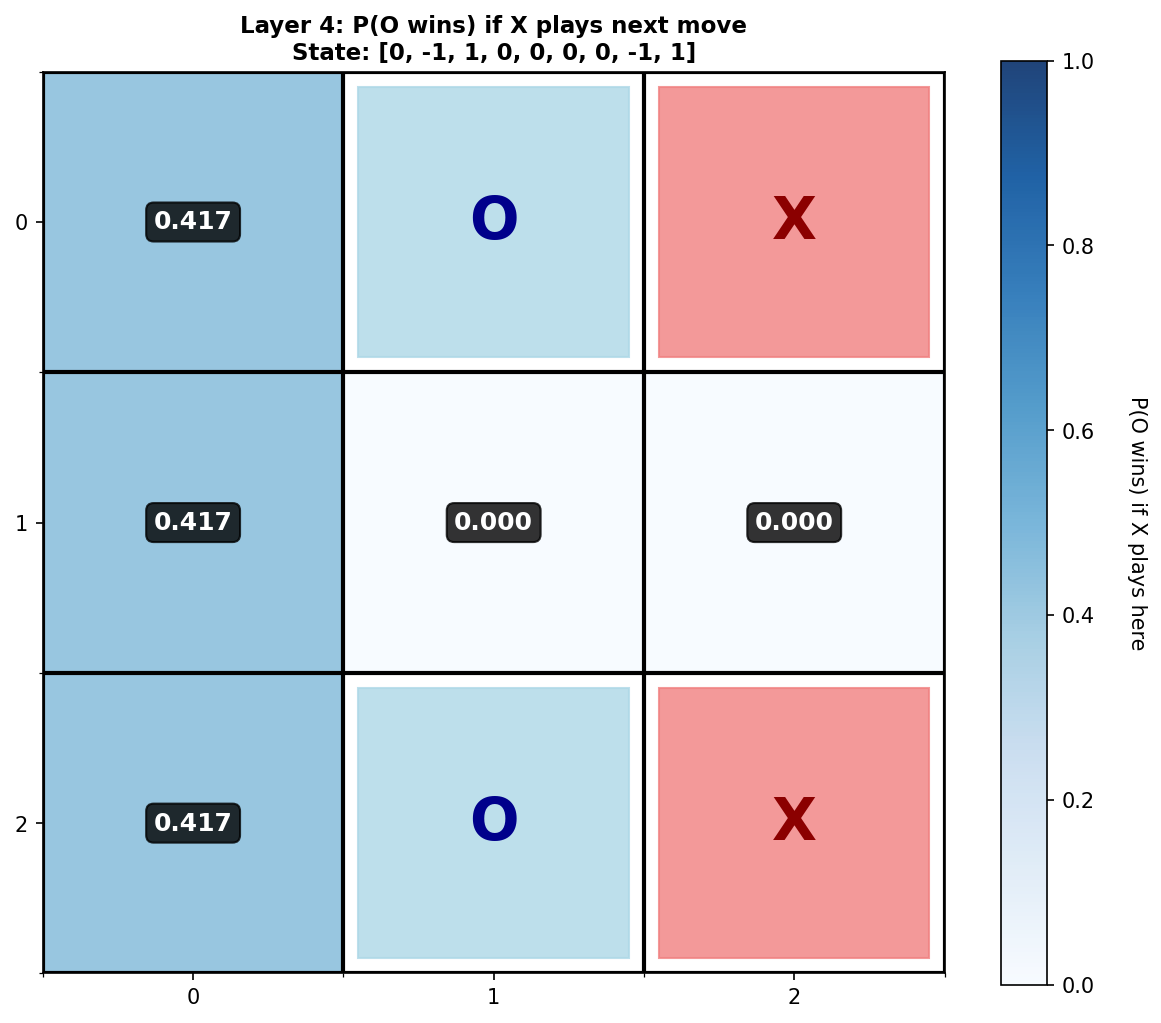 Layer 4: P(O wins) if X plays next move
State: [0, -1, 1, 0, 0, 0, 0, -1, 1]
0
0.417
O
X
1
0.417
0.000
0.000
2
0.417
O
X
0
1
2
1.0
0.8
0.6
0.4
0.2
0.0
P(O wins) if X plays here